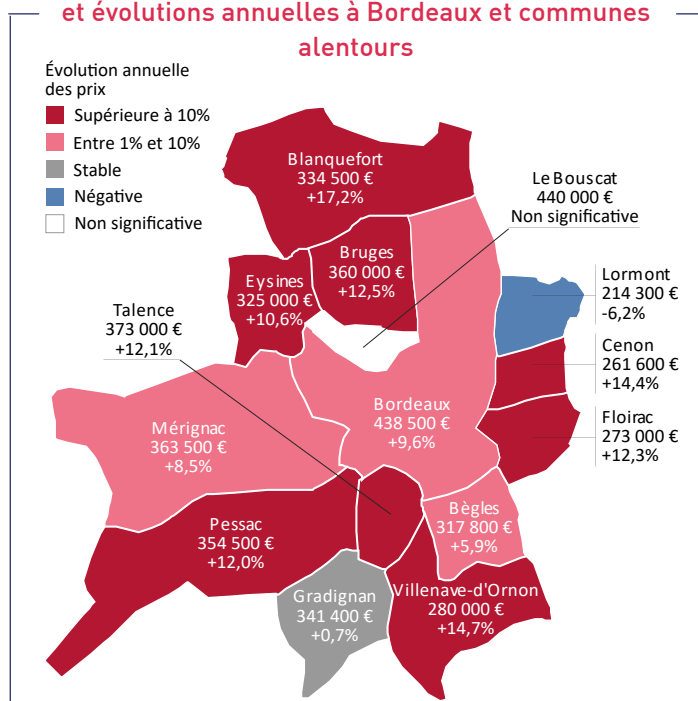 et évolutions annuelles à Bordeaux et communes
alentours
Évolution annuelle
des prix
Supérieure à 10%
Entre 1% et 10%
Stable
Négative
Non significative
Blanquefort
334 500 €
+17,2%
Le Bouscat
440 000 €
Non significative
Bruges
360 000 €
+12,5%
Eysines
325 000 €
+10,6%
Lormont
214 300 €
-6,2%
Talence
373 000 €
+12,1%
Cenon
261 600 €
+14,4%
Bordeaux
438 500 €
+9,6%
Floirac
273 000 €
+12,3%
Mérignac
363 500 €
+8,5%
Bègles
317 800 €
+5,9%
Pessac
354 500 €
+12,0%
Gradignan
341 400 €
+0,7%
Villenave-d'Ornon
280 000 €
+14,7%